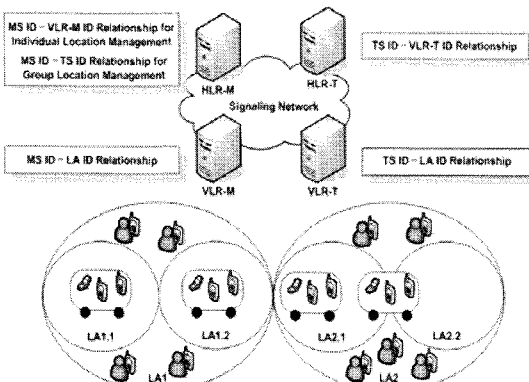 MS ID – VLR-M ID Relationship for
Individual Location Management
MS ID – TS ID Relationship for
Group Location Management
TS ID – VLR-T ID Relationship
HLR-M
HLR-T
Signaling Network
MS ID – LA ID Relationship
TS ID – LA ID Relationship
VLR-M
VLR-T
LA1.1
LA1.2
LA2.1
LA2.2
LA1
LA2